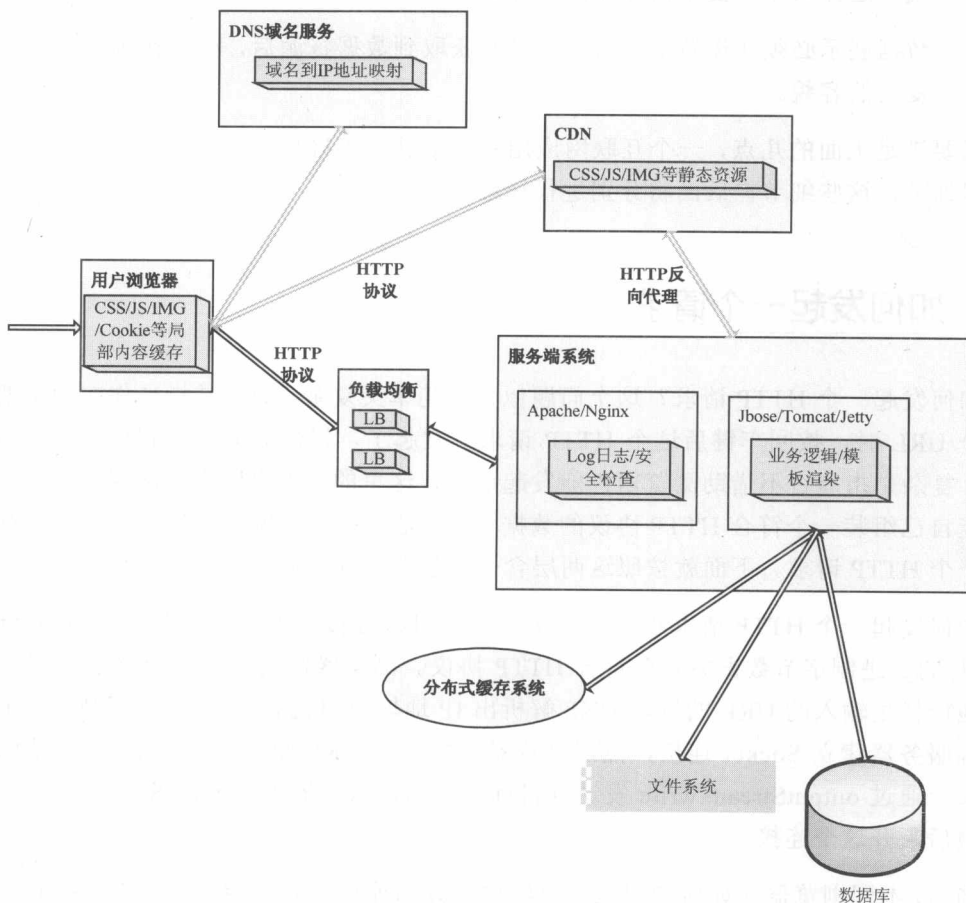 DNS域名服务
域名到IP地址映射
CDN
CSS/JS/IMG等静态资源
HTTP
协议
HTTP反
向代理
用户浏览器
CSS/JS/IMG
/Cookie等局
部内容缓存
HTTP
协议
负载均衡
LB
LB
服务端系统
Apache/Nginx
Log日志/安
全检查
Jbose/Tomcat/Jetty
业务逻辑/模
板渲染
分布式缓存系统
文件系统
数据库